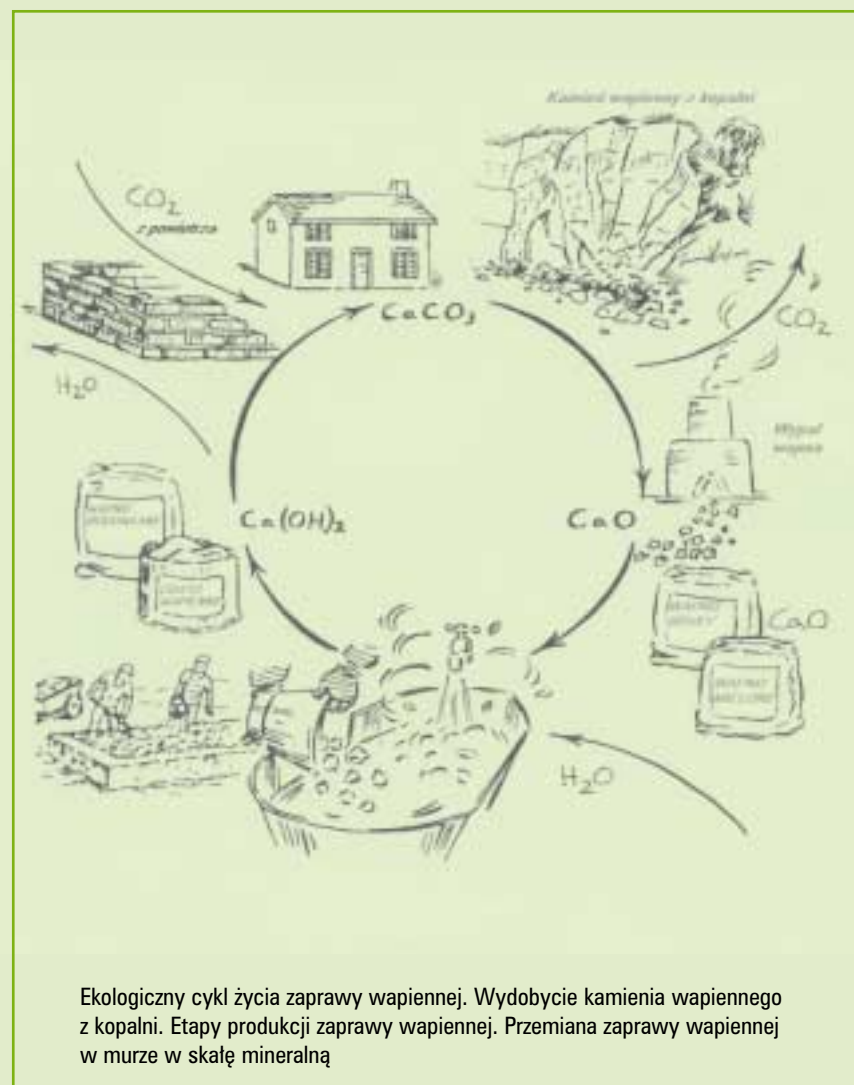 Kamień wapienny z kopalni
CO₂
z powietrza
CaCO₃
CO₂
H₂O
Wypał
wapna
Ca(OH)₂
CaO
CaO
H₂O
Ekologiczny cykl życia zaprawy wapiennej. Wydobycie kamienia wapiennego
z kopalni. Etapy produkcji zaprawy wapiennej. Przemiana zaprawy wapiennej
w murze w skałę mineralną